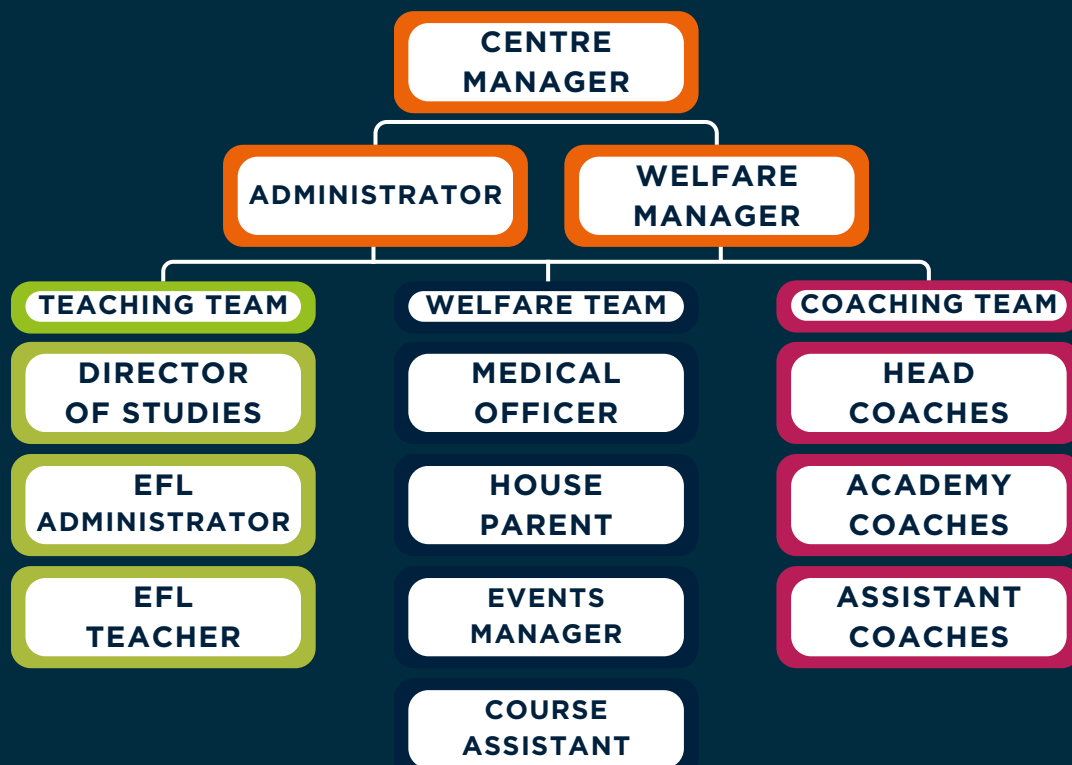 CENTRE
MANAGER
ADMINISTRATOR
WELFARE
MANAGER
TEACHING TEAM
DIRECTOR
OF STUDIES
EFL
ADMINISTRATOR
EFL
TEACHER
WELFARE TEAM
MEDICAL
OFFICER
HOUSE
PARENT
EVENTS
MANAGER
COURSE
ASSISTANT
COACHING TEAM
HEAD
COACHES
ACADEMY
COACHES
ASSISTANT
COACHES